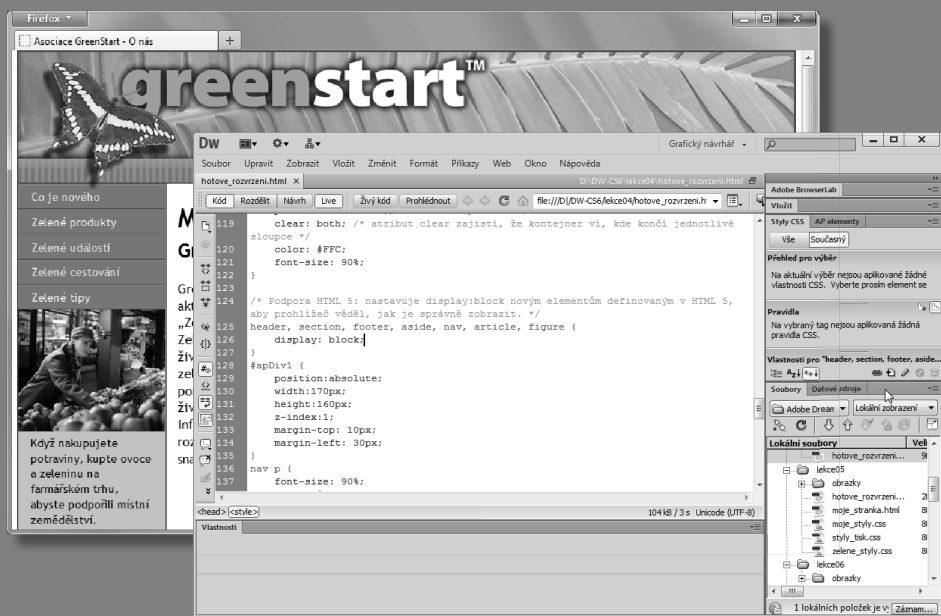 Firefox
Asociace GreenStart - O nás
greenstart™
Co je nového
Zelené produkty
Zelené události
Zelené cestování
Zelené tipy
Když nakupujete
potraviny, kupte ovoce
a zeleninu na
farmářském trhu,
abyste podpořili místní
zemědělství.
DW
Grafický návrhář
Soubor Upravit Zobrazit Vložit Změnit Formát Příkazy Web Okno Nápověda
hotove_rozvrzeni.html × D:\DW-CS6\lekce04\hotove_rozvrzeni.html
Kód Rozdělit Návrh Live Živý kód Prohlédnout file:///D|/DW-CS6/lekce04/hotove_rozvrzeni.h
119 clear: both; /* atribut clear zajistí, že kontejner ví, kde končí jednotlivé
sloupce */
120 color: #FFC;
121 font-size: 90%;
122 }
123
124 /* Podpora HTML 5: nastavuje display:block novým elementům definovaným v HTML 5,
aby prohlížeč věděl, jak je správně zobrazit. */
125 header, section, footer, aside, nav, article, figure {
126 display: block;
127 }
128 #apDiv1 {
129 position:absolute;
130 width:170px;
131 height:160px;
132 z-index:1;
133 margin-top: 10px;
134 margin-left: 30px;
135 }
136 nav p {
137 font-size: 90%;
<head> <style> 104 kB / 3 s Unicode (UTF-8)
Vlastnosti
Adobe BrowserLab
Vložit
Styly CSS AP elementy
Vše Současný
Přehled pro výběr
Na aktuální výběr nejsou aplikované žádné
vlastnosti CSS. Vyberte prosím element se
Pravidla
Na vybraný tag nejsou aplikovaná žádná
pravidla CSS.
Vlastnosti pro "header, section, footer, aside...
Soubory Datové zdroje
Adobe Dream Lokální zobrazení
Lokální soubory Veli
hotove_rozvrzeni...
lekce05
obrazky
hotove_rozvrzeni...
moje_stranka.html
moje_styly.css
styly_tisk.css
zelene_styly.css
lekce06
obrazky
1 lokálních položek je v Záznam...